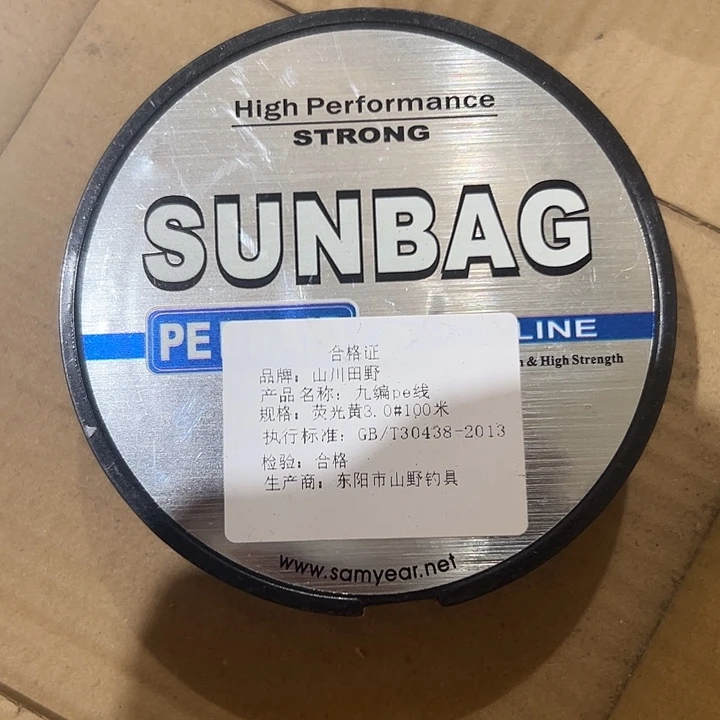 High Performance
STRONG
SUNBAG
PE
LINE
& High Strength
合格证
品牌：山川田野
产品名称：九编pe线
规格：荧光黄3.0#100米
执行标准：GB/T30438-2013
检验：合格
生产商：东阳市山野钓具
www.samyear.net